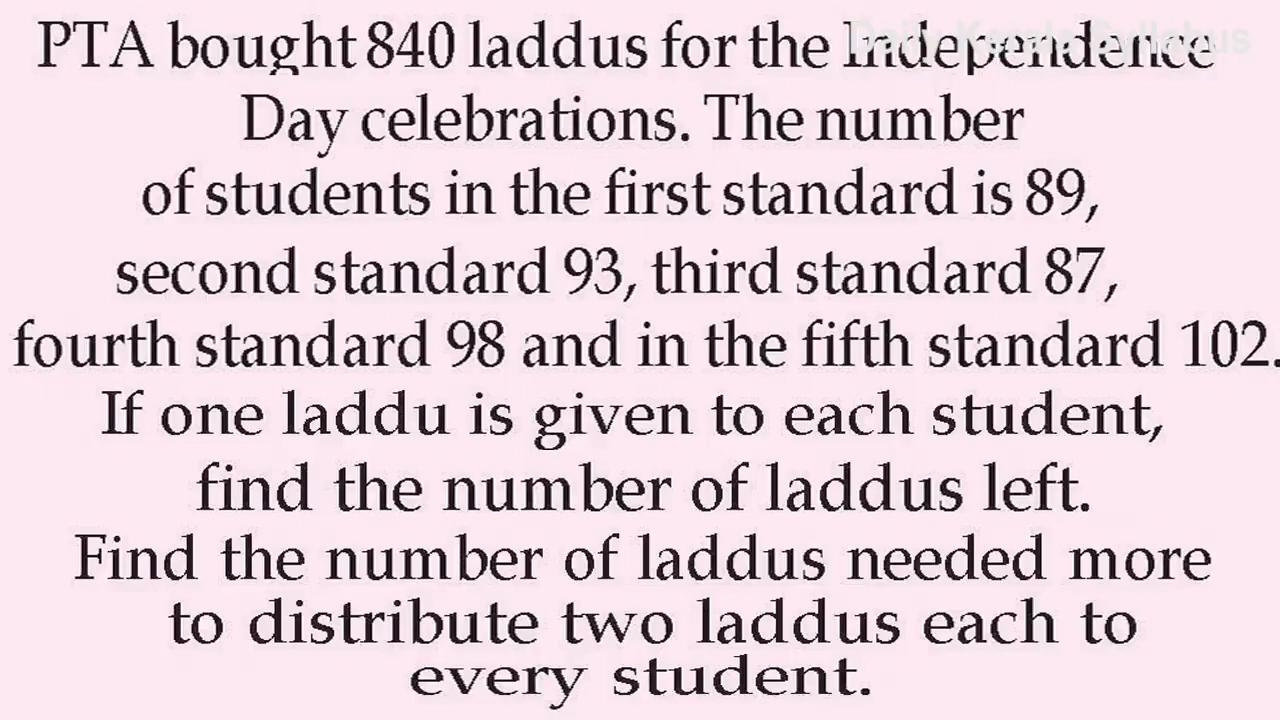 PTA bought 840 laddus for the Independence
Day celebrations. The number
of students in the first standard is 89,
second standard 93, third standard 87,
fourth standard 98 and in the fifth standard 102.
If one laddu is given to each student,
find the number of laddus left.
Find the number of laddus needed more
to distribute two laddus each to
every student.
Daily Kerala Syllabus